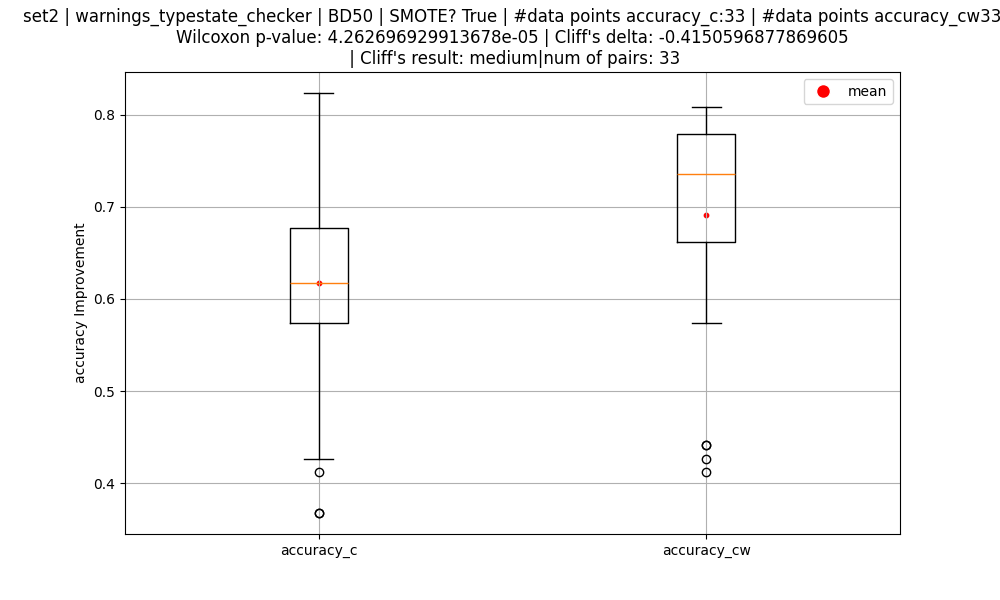 set2 | warnings_typestate_checker | BD50 | SMOTE? True | #data points accuracy_c:33 | #data points accuracy_cw33
Wilcoxon p-value: 4.262696929913678e-05 | Cliff's delta: -0.4150596877869605
| Cliff's result: medium|num of pairs: 33
mean
0.8
0.7
0.6
0.5
0.4
accuracy Improvement
accuracy_c
accuracy_cw